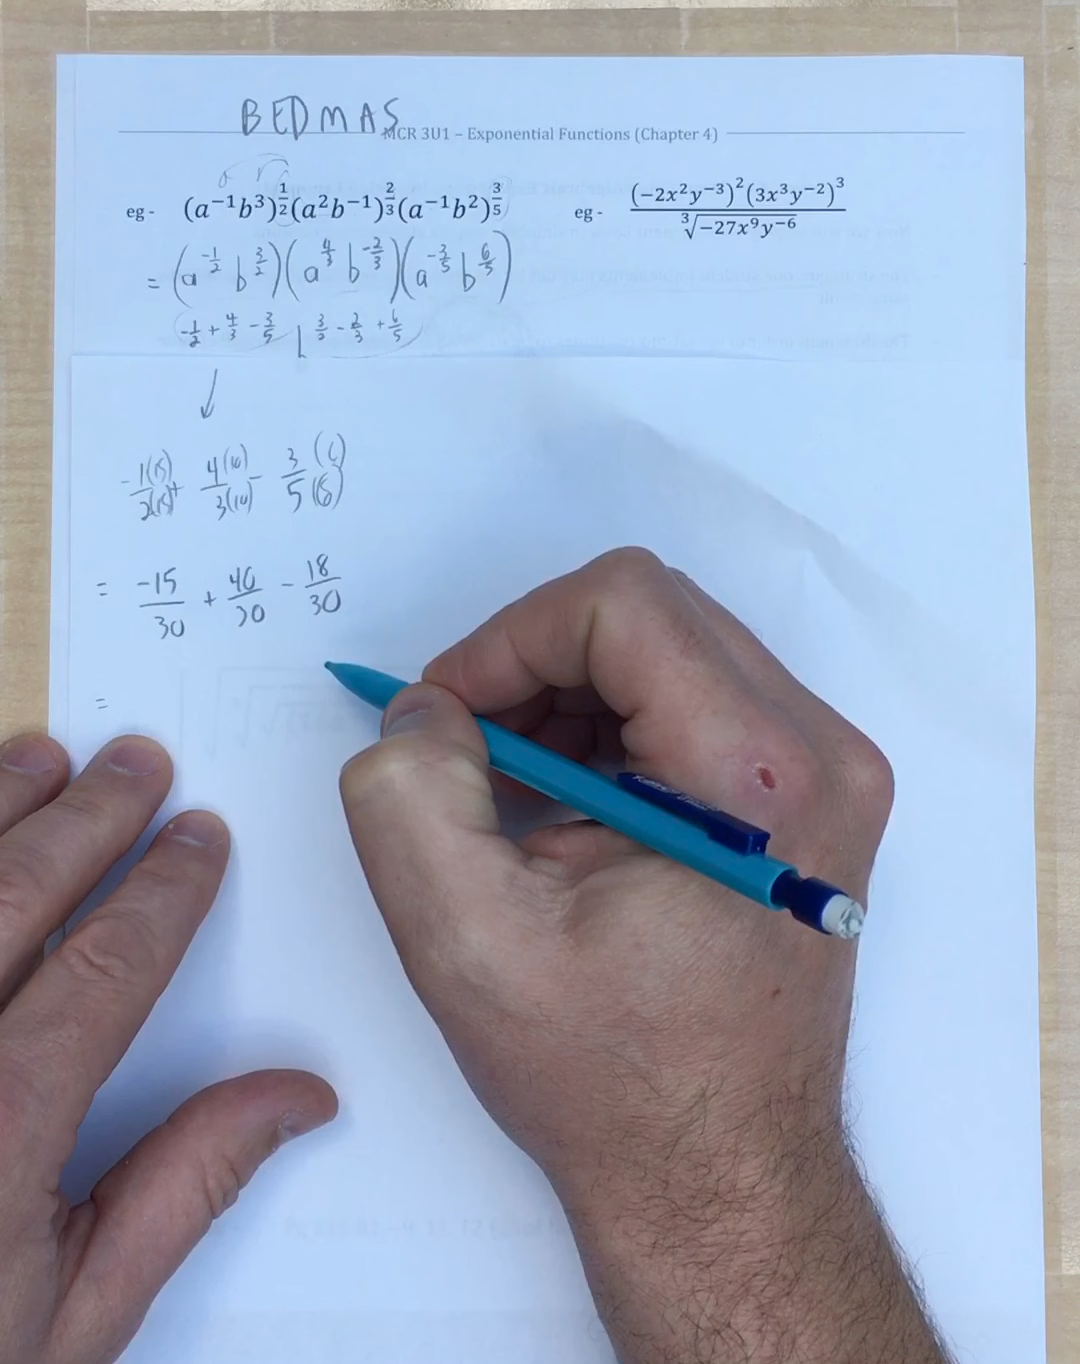 BEDMAS
MCR 3U1 – Exponential Functions (Chapter 4)
eg - (a⁻¹b³)^(1/2) (a²b⁻¹)^(2/3) (a⁻¹b²)^(3/5)
eg - (−2x²y⁻³)²(3x³y⁻²)³ / ∛(−27x⁹y⁻⁶)
= (a^(-1/2) b^(3/2)) (a^(4/3) b^(-2/3)) (a^(-3/5) b^(6/5))
-1/2 + 4/3 - 3/5 b 3/2 - 2/3 + 6/5
↓
- 1(15)/2(15) + 4(10)/3(10) - 3(6)/5(6)
= -15/30 + 40/30 - 18/30
=